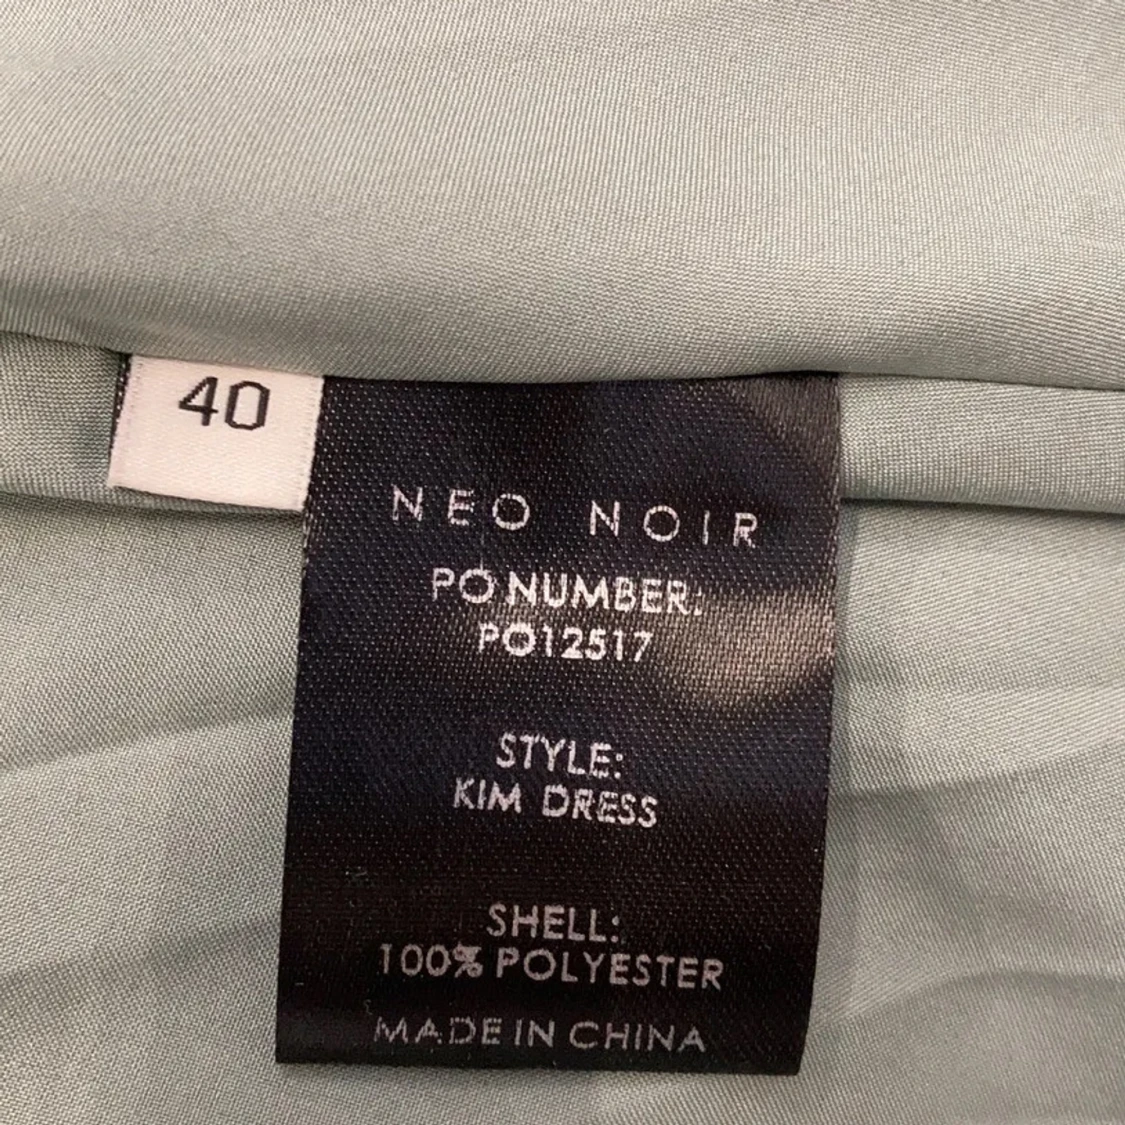 40
NEO NOIR
PO NUMBER:
PO12517
STYLE:
KIM DRESS
SHELL:
100% POLYESTER
MADE IN CHINA